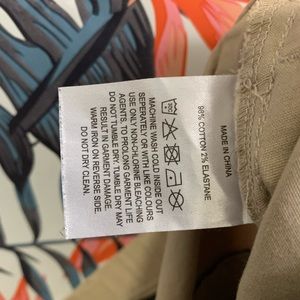 MADE IN CHINA
98% COTTON 2% ELASTANE
MACHINE WASH COLD INSIDE OUT
SEPERATELY OR WITH LIKE COLOURS
USE ONLY NON-CHLORINE BLEACHING
AGENTS. TO PROLONG GARMENT LIFE
DO NOT TUMBLE DRY. TUMBLE DRY MAY
RESULT IN GARMENT DAMAGE.
WARM IRON ON REVERSE SIDE.
DO NOT DRY CLEAN.